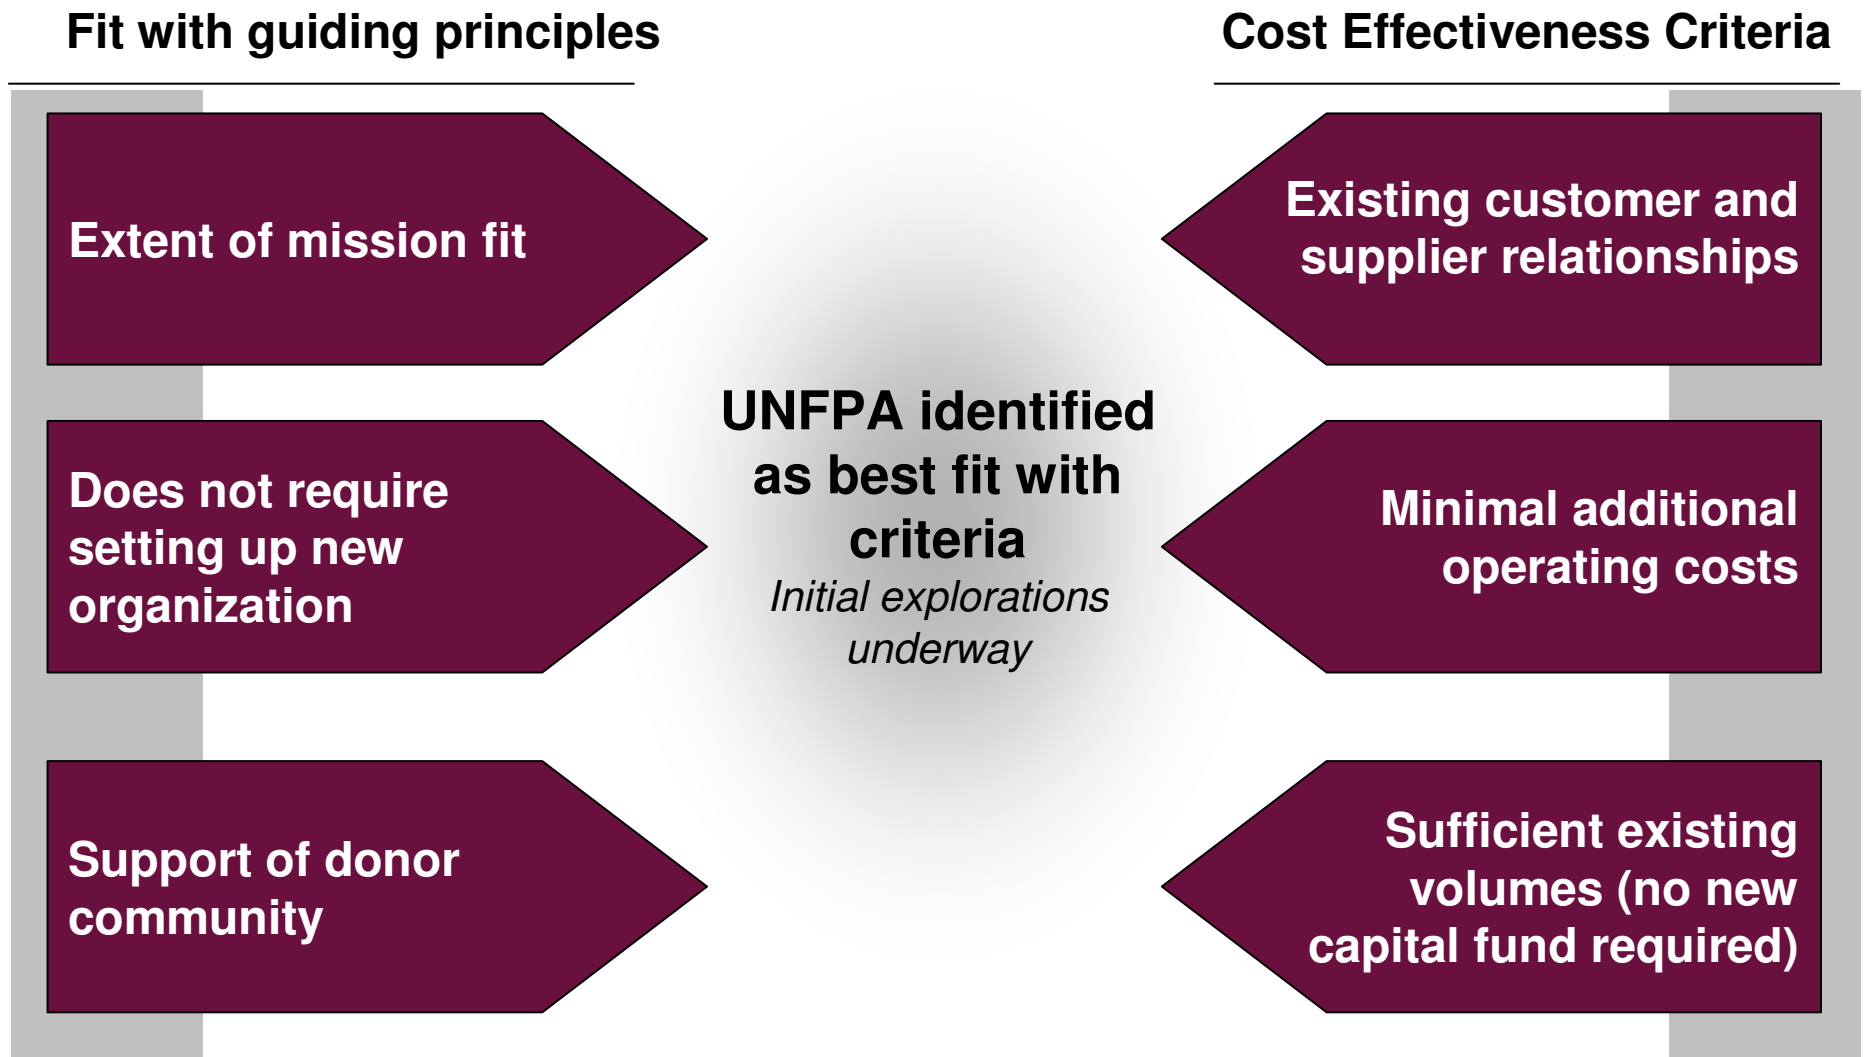 Fit with guiding principles
Cost Effectiveness Criteria
Extent of mission fit
Does not require
setting up new
organization
Support of donor
community
UNFPA identified
as best fit with
criteria
Initial explorations
underway
Existing customer and
supplier relationships
Minimal additional
operating costs
Sufficient existing
volumes (no new
capital fund required)